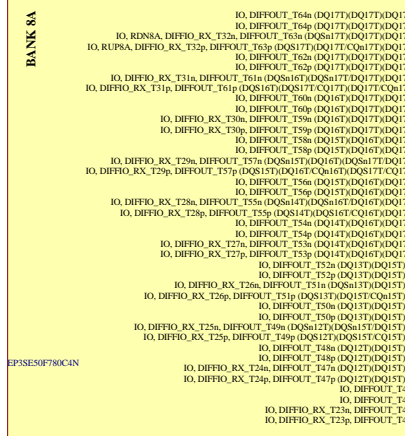 BANK 8A
IO, DIFFOUT_T64n (DQ17T)(DQ17T)(DQ17
IO, DIFFOUT_T64p (DQ17T)(DQ17T)(DQ17
IO, RDN8A, DIFFIO_RX_T32n, DIFFOUT_T63n (DQSn17T)(DQ17T)(DQ17
IO, RUP8A, DIFFIO_RX_T32p, DIFFOUT_T63p (DQS17T)(DQ17T/CQn17T)(DQ17
IO, DIFFOUT_T62n (DQ17T)(DQ17T)(DQ17
IO, DIFFOUT_T62p (DQ17T)(DQ17T)(DQ17
IO, DIFFIO_RX_T31n, DIFFOUT_T61n (DQSn16T)(DQSn17T/DQ17T)(DQ17
IO, DIFFIO_RX_T31p, DIFFOUT_T61p (DQS16T)(DQS17T/CQ17T)(DQ17T/CQn17
IO, DIFFOUT_T60n (DQ16T)(DQ17T)(DQ17
IO, DIFFOUT_T60p (DQ16T)(DQ17T)(DQ17
IO, DIFFIO_RX_T30n, DIFFOUT_T59n (DQ16T)(DQ17T)(DQ17
IO, DIFFIO_RX_T30p, DIFFOUT_T59p (DQ16T)(DQ17T)(DQ17
IO, DIFFOUT_T58n (DQ15T)(DQ16T)(DQ17
IO, DIFFOUT_T58p (DQ15T)(DQ16T)(DQ17
IO, DIFFIO_RX_T29n, DIFFOUT_T57n (DQSn15T)(DQ16T)(DQSn17T/DQ17
IO, DIFFIO_RX_T29p, DIFFOUT_T57p (DQS15T)(DQ16T/CQn16T)(DQS17T/CQ17
IO, DIFFOUT_T56n (DQ15T)(DQ16T)(DQ17
IO, DIFFOUT_T56p (DQ15T)(DQ16T)(DQ17
IO, DIFFIO_RX_T28n, DIFFOUT_T55n (DQSn14T)(DQSn16T/DQ16T)(DQ17
IO, DIFFIO_RX_T28p, DIFFOUT_T55p (DQS14T)(DQS16T/CQ16T)(DQ17
IO, DIFFOUT_T54n (DQ14T)(DQ16T)(DQ17
IO, DIFFOUT_T54p (DQ14T)(DQ16T)(DQ17
IO, DIFFIO_RX_T27n, DIFFOUT_T53n (DQ14T)(DQ16T)(DQ17
IO, DIFFIO_RX_T27p, DIFFOUT_T53p (DQ14T)(DQ16T)(DQ17
IO, DIFFOUT_T52n (DQ13T)(DQ15T)
IO, DIFFOUT_T52p (DQ13T)(DQ15T)
IO, DIFFIO_RX_T26n, DIFFOUT_T51n (DQSn13T)(DQ15T)
IO, DIFFIO_RX_T26p, DIFFOUT_T51p (DQS13T)(DQ15T/CQn15T)
IO, DIFFOUT_T50n (DQ13T)(DQ15T)
IO, DIFFOUT_T50p (DQ13T)(DQ15T)
IO, DIFFIO_RX_T25n, DIFFOUT_T49n (DQSn12T)(DQSn15T/DQ15T)
IO, DIFFIO_RX_T25p, DIFFOUT_T49p (DQS12T)(DQS15T/CQ15T)
IO, DIFFOUT_T48n (DQ12T)(DQ15T)
IO, DIFFOUT_T48p (DQ12T)(DQ15T)
EP3SE50F780C4N
IO, DIFFIO_RX_T24n, DIFFOUT_T47n (DQ12T)(DQ15T)
IO, DIFFIO_RX_T24p, DIFFOUT_T47p (DQ12T)(DQ15T)
IO, DIFFOUT_T4
IO, DIFFOUT_T4
IO, DIFFIO_RX_T23n, DIFFOUT_T4
IO, DIFFIO_RX_T23p, DIFFOUT_T4